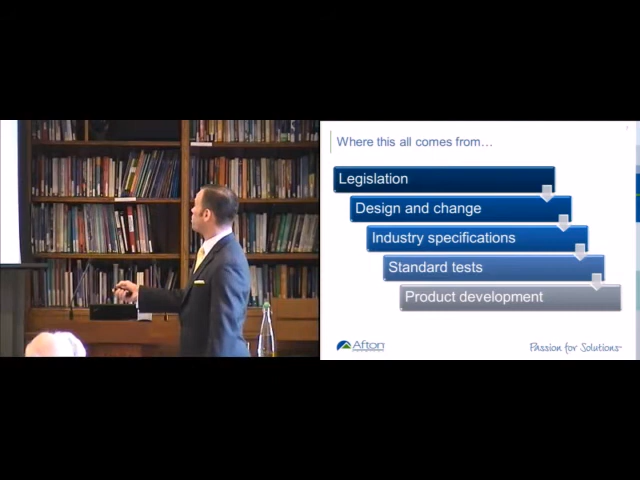 Where this all comes from…
Legislation
Design and change
Industry specifications
Standard tests
Product development
Afton
Passion for Solutions